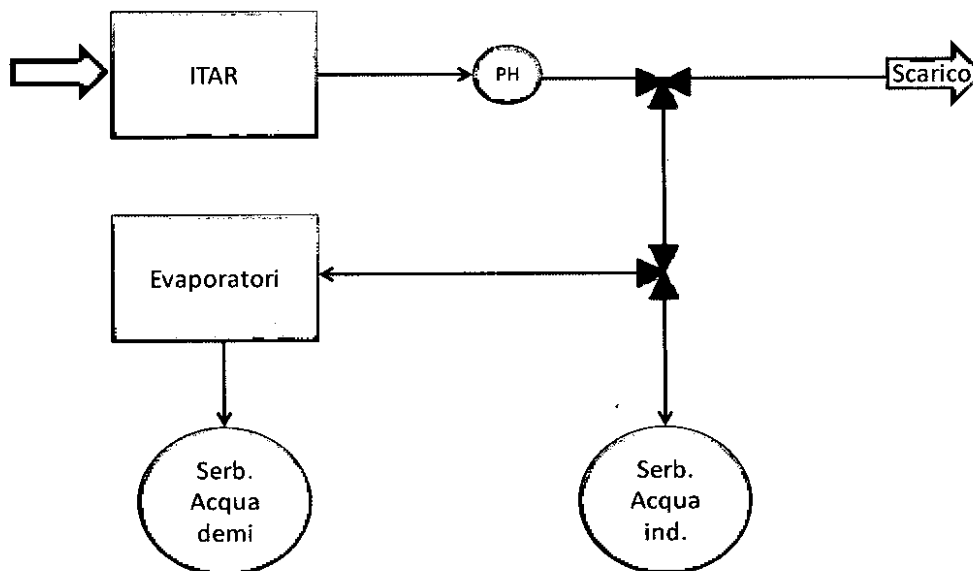 ITAR
PH
Scarico
Evaporatori
Serb.
Acqua
demi
Serb.
Acqua
ind.